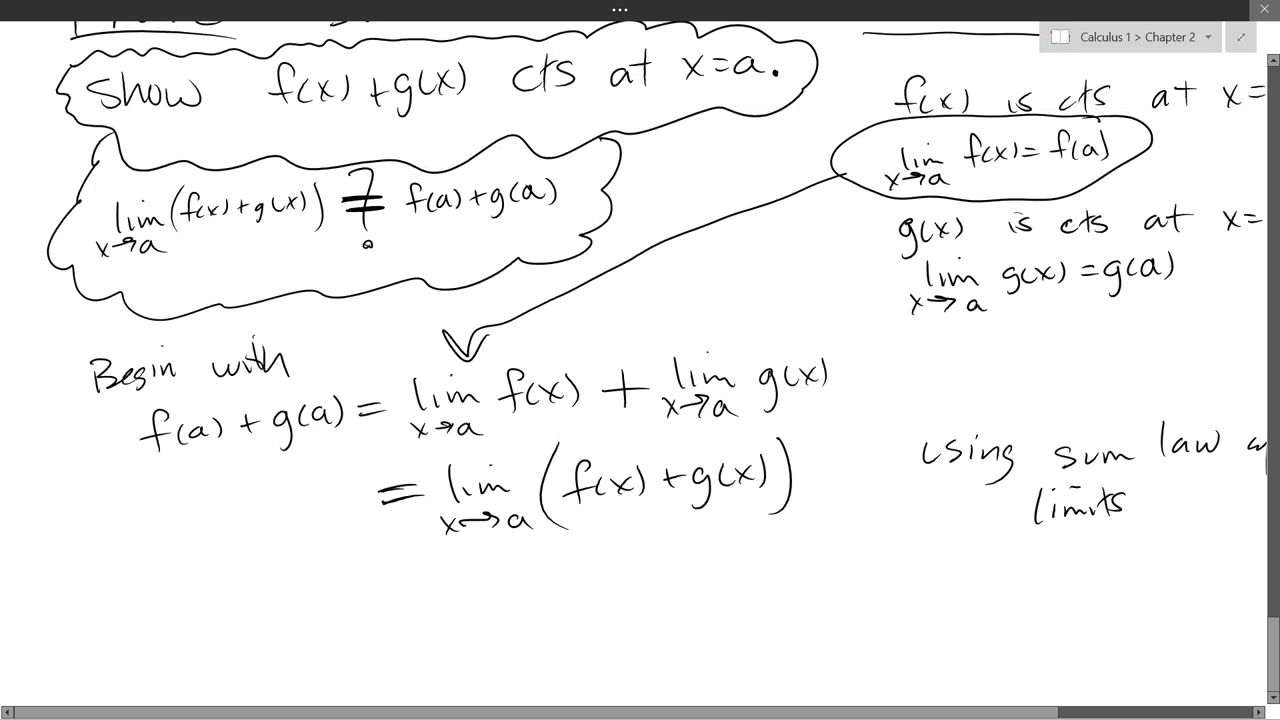 Calculus 1 > Chapter 2
show f(x)+g(x) cts at x=a.
lim x→a (f(x)+g(x)) =? f(a)+g(a)
f(x) is cts at x=
lim x→a f(x)=f(a)
g(x) is cts at x=
lim x→a g(x)=g(a)
Begin with
f(a)+g(a) = lim x→a f(x) + lim x→a g(x)
= lim x→a (f(x)+g(x))
using sum law
limits